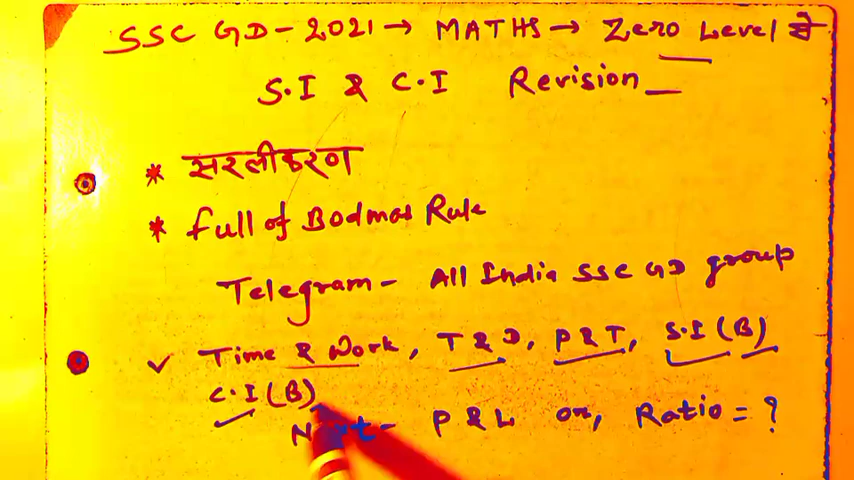 SSC GD-2021→ MATHS→ Zero Level से
S.I & C.I Revision
* सरलीकरण
* full of Bodmas Rule
Telegram- All India SSC GD group
✓ Time & Work, T & D, P & T, S.I (B)
C.I (B)
Next- P & L or, Ratio = ?